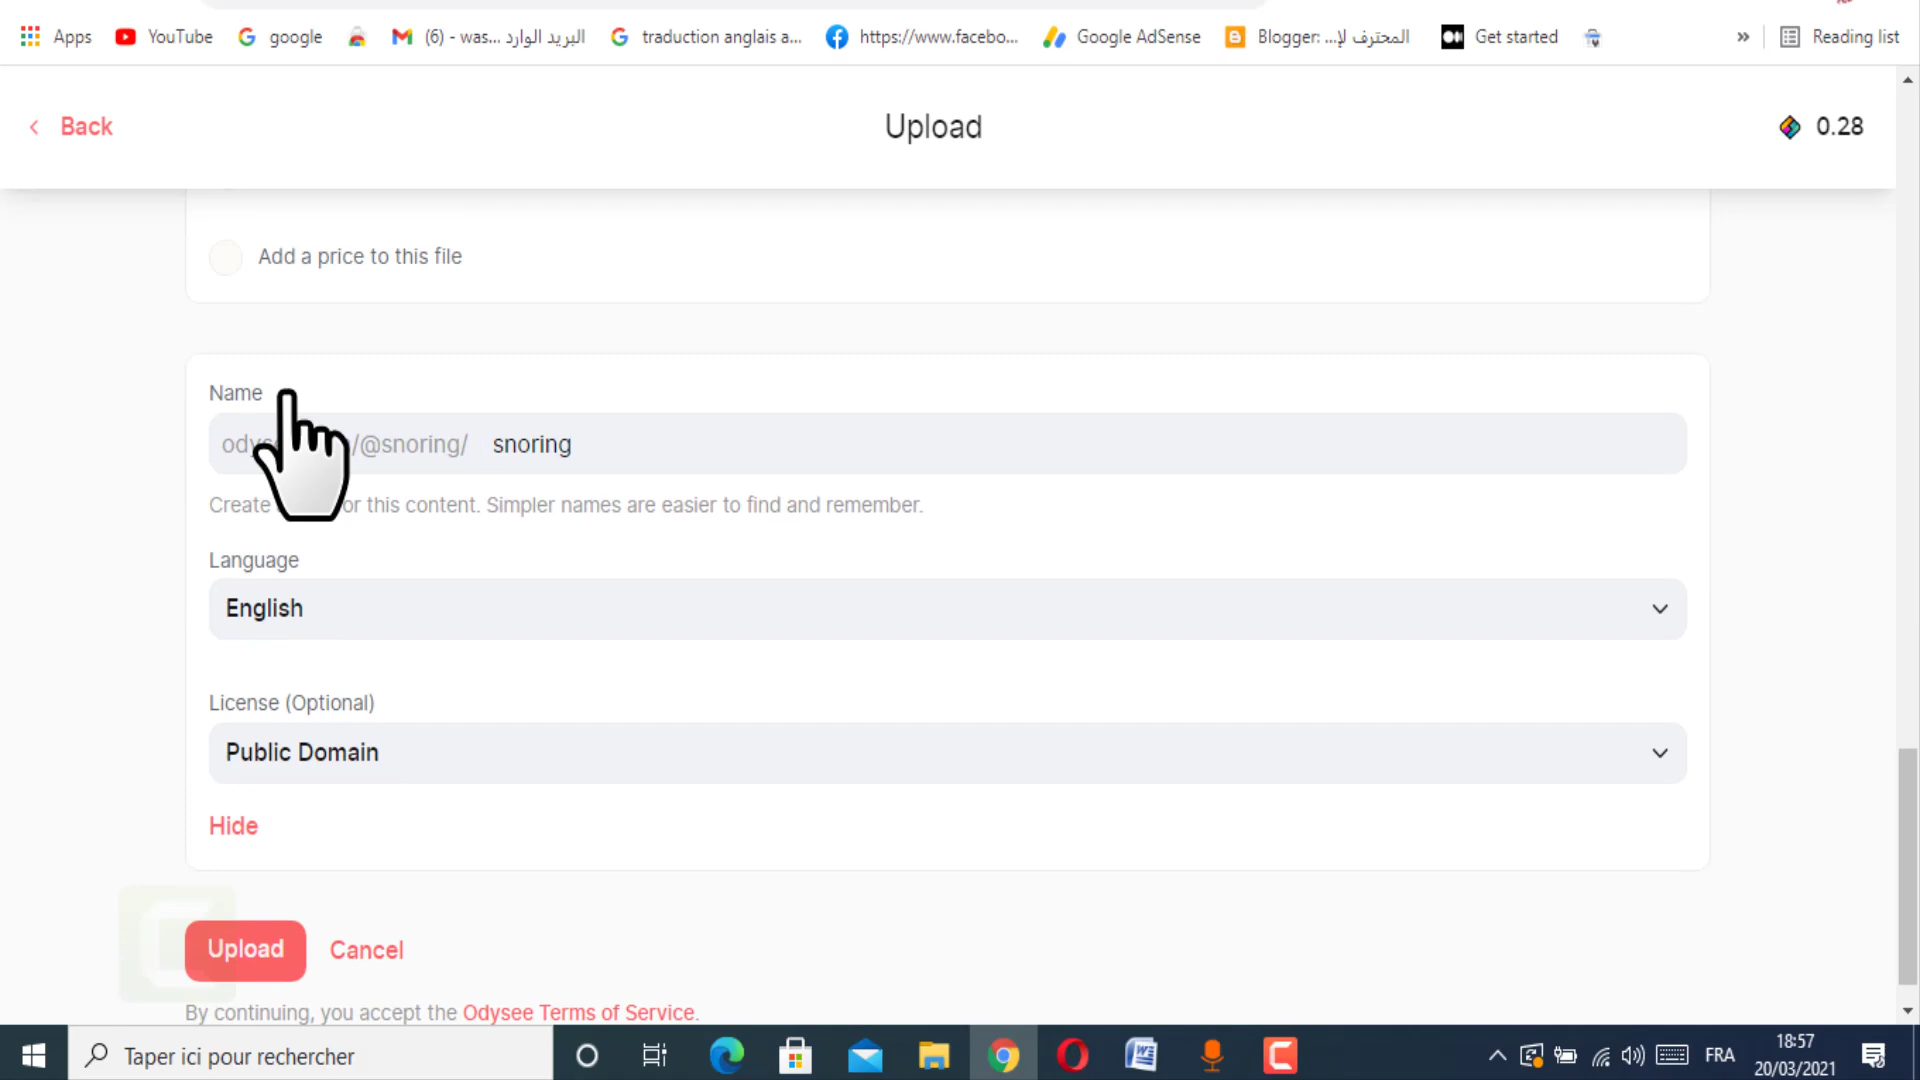 Apps YouTube google (6) - was... البريد الوارد traduction anglais a... https://www.facebo... Google AdSense Blogger: ...المحترف لإ Get started » Reading list
Back Upload 0.28
Add a price to this file
Name
/@snoring/ snoring
Create or this content. Simpler names are easier to find and remember.
Language
English
License (Optional)
Public Domain
Hide
Upload Cancel
By continuing, you accept the Odysee Terms of Service.
Taper ici pour rechercher FRA 18:57
20/03/2021